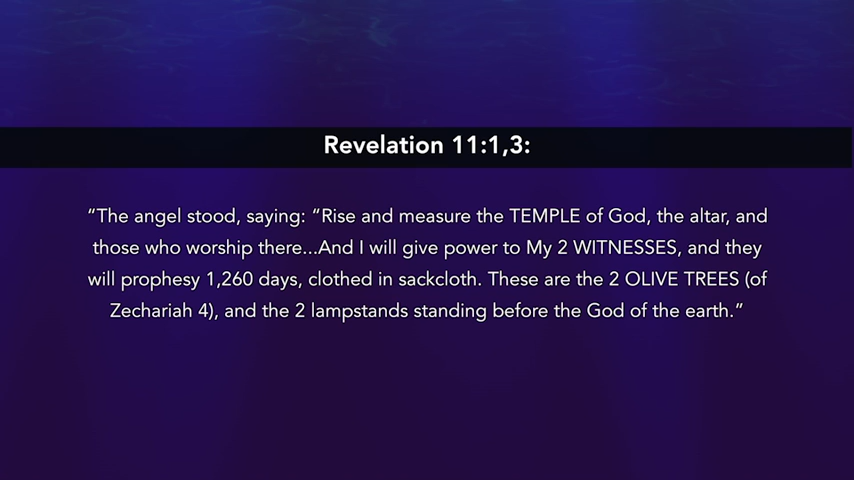 Revelation 11:1,3:
“The angel stood, saying: “Rise and measure the TEMPLE of God, the altar, and
those who worship there...And I will give power to My 2 WITNESSES, and they
will prophesy 1,260 days, clothed in sackcloth. These are the 2 OLIVE TREES (of
Zechariah 4), and the 2 lampstands standing before the God of the earth.”